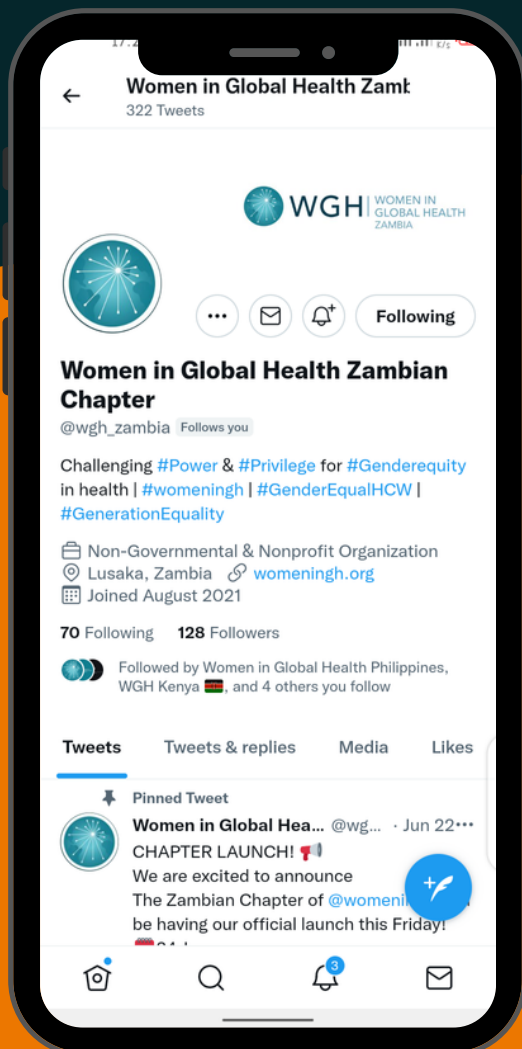 Women in Global Health Zamb
322 Tweets
WGH WOMEN IN
GLOBAL HEALTH
ZAMBIA
Following
Women in Global Health Zambian
Chapter
@wgh_zambia Follows you
Challenging #Power & #Privilege for #Genderequity
in health | #womeningh | #GenderEqualHCW |
#GenerationEquality
Non-Governmental & Nonprofit Organization
Lusaka, Zambia womeningh.org
Joined August 2021
70 Following 128 Followers
Followed by Women in Global Health Philippines,
WGH Kenya 🇰🇪, and 4 others you follow
Tweets Tweets & replies Media Likes
Pinned Tweet
Women in Global Hea... @wg... · Jun 22
CHAPTER LAUNCH! 📢
We are excited to announce
The Zambian Chapter of
be having our official launch this Friday!
3